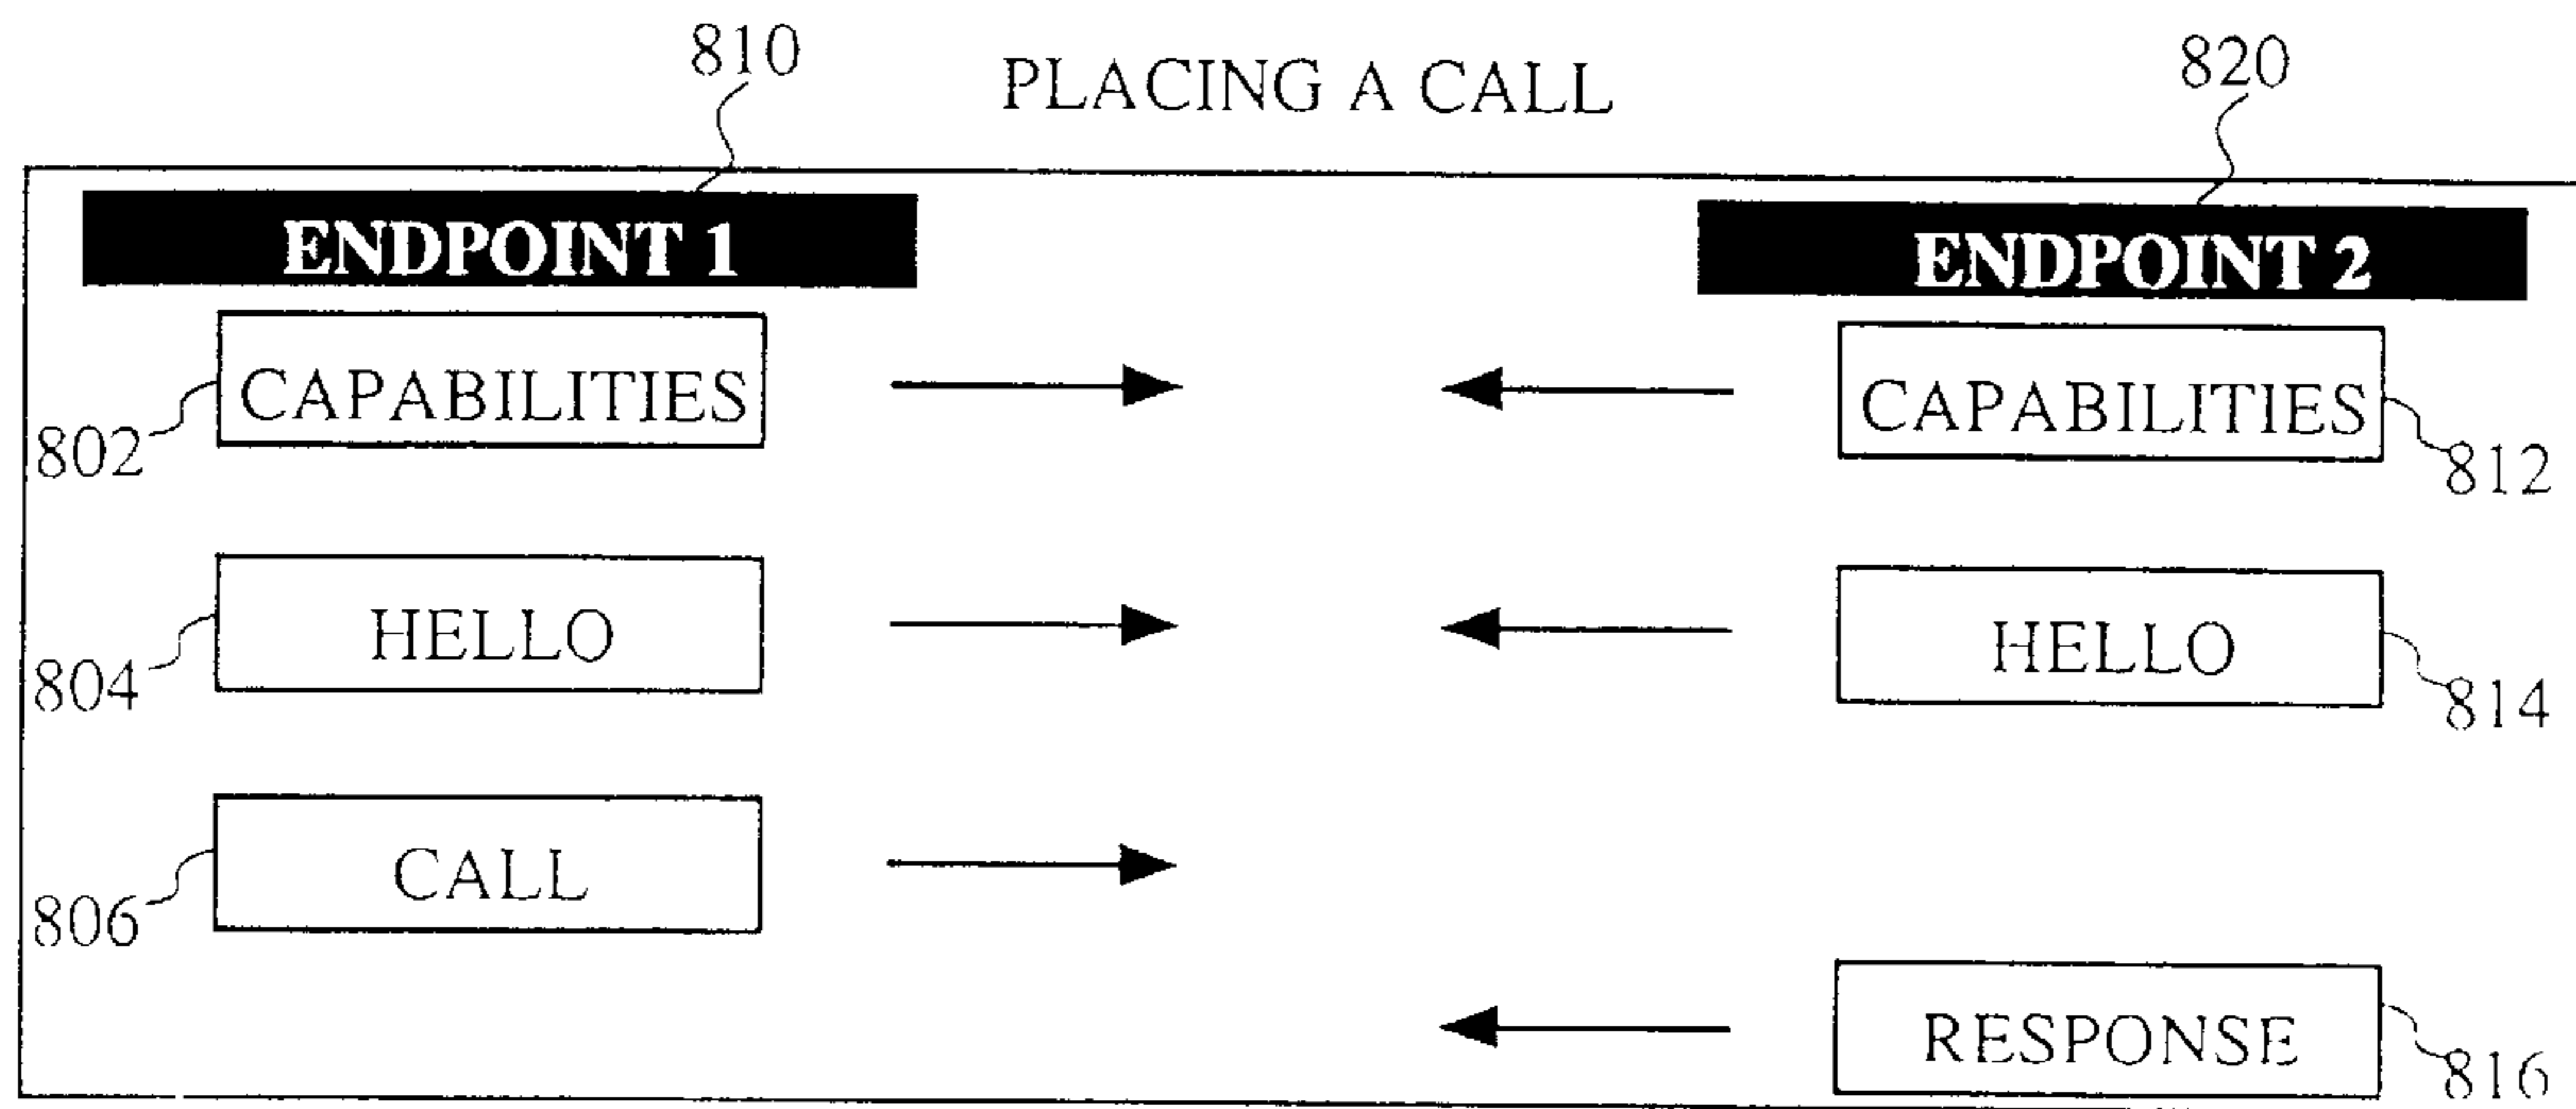 810
PLACING A CALL
820
ENDPOINT 1
ENDPOINT 2
CAPABILITIES
CAPABILITIES
802
812
HELLO
HELLO
804
814
CALL
806
RESPONSE
816